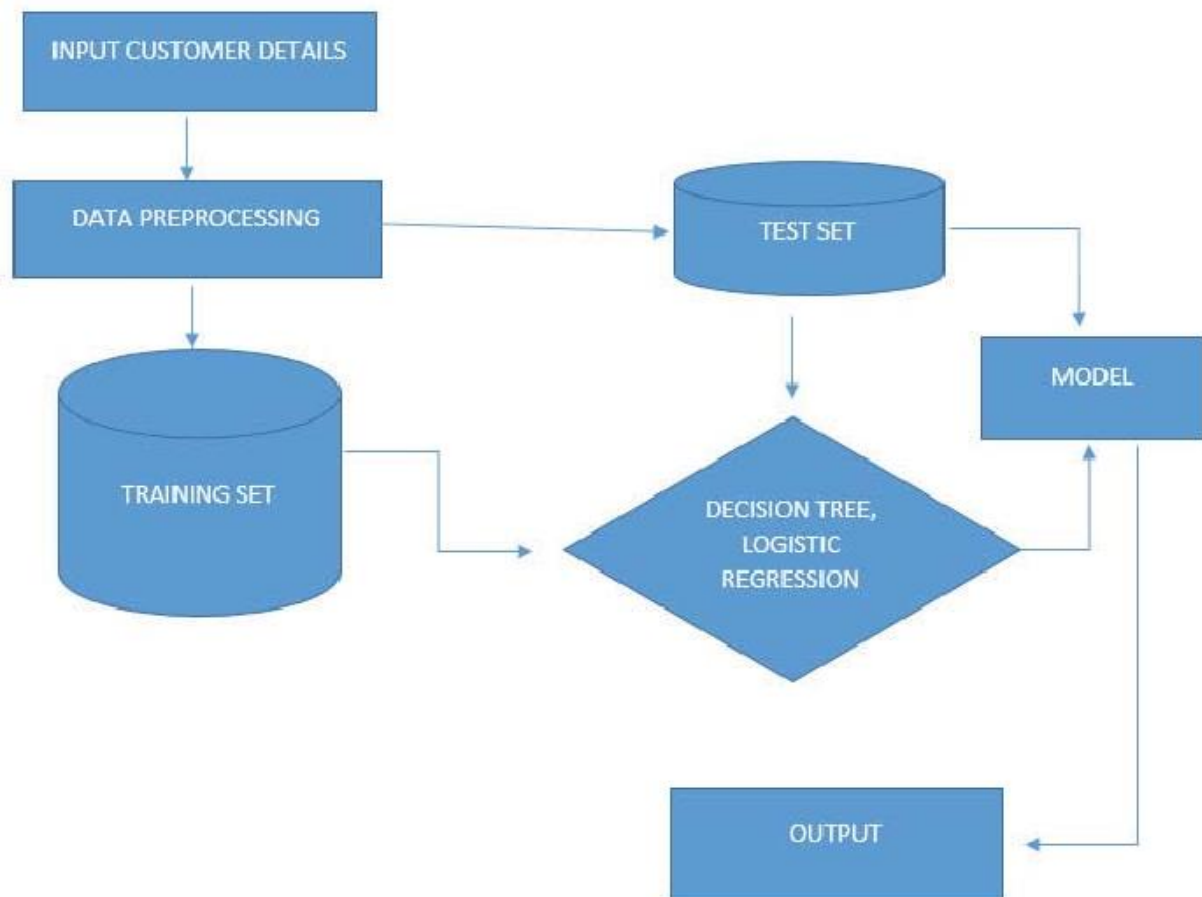 INPUT CUSTOMER DETAILS
DATA PREPROCESSING
TEST SET
MODEL
TRAINING SET
DECISION TREE,
LOGISTIC
REGRESSION
OUTPUT